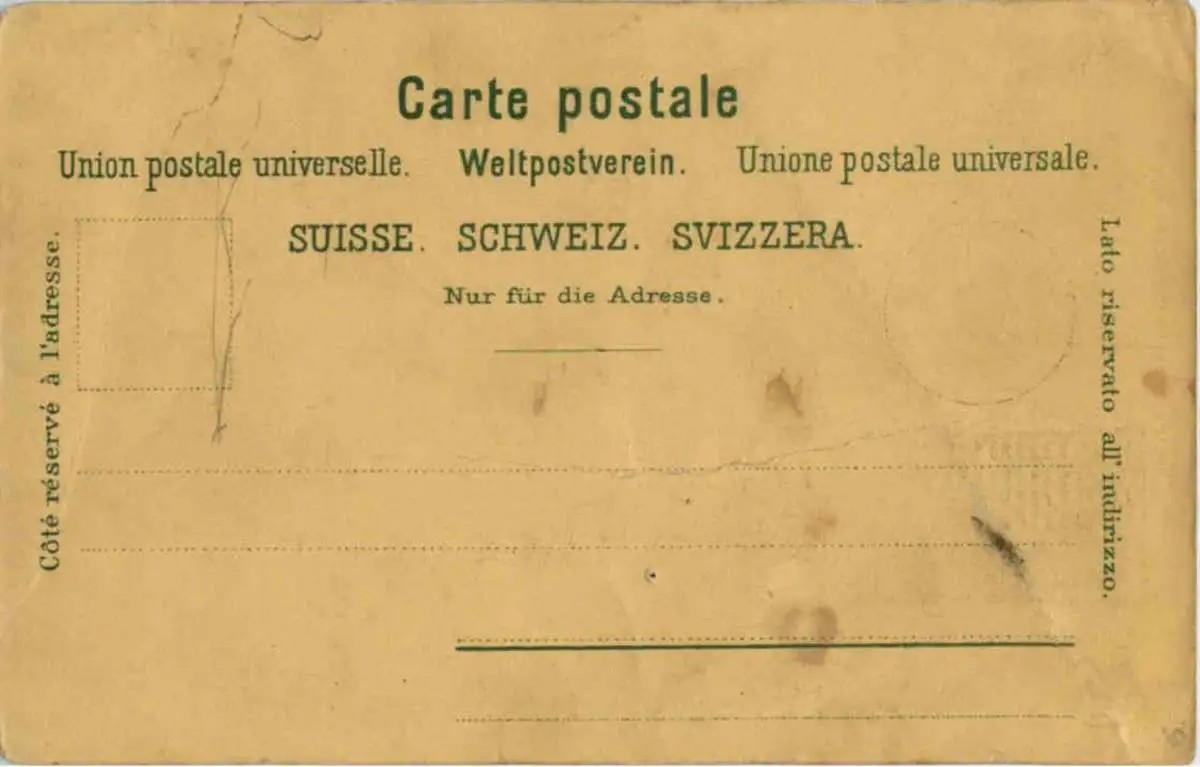 Carte postale
Union postale universelle. Weltpostverein. Unione postale universale.
SUISSE. SCHWEIZ. SVIZZERA.
Nur für die Adresse.
Côté réservé à l'adresse.
Lato riservato all' indirizzo.